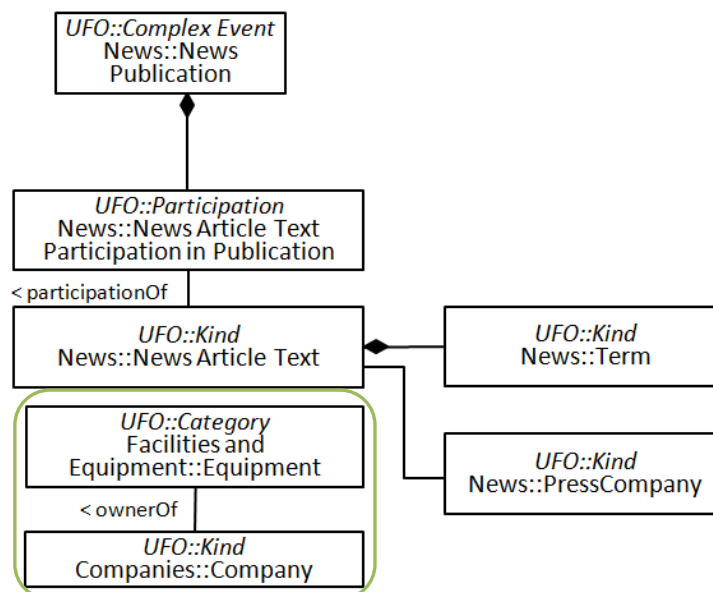 UFO::Complex Event
News::News
Publication
UFO::Participation
News::News Article Text
Participation in Publication
< participationOf
UFO::Kind
News::News Article Text
UFO::Kind
News::Term
UFO::Category
Facilities and
Equipment::Equipment
UFO::Kind
News::PressCompany
< ownerOf
UFO::Kind
Companies::Company